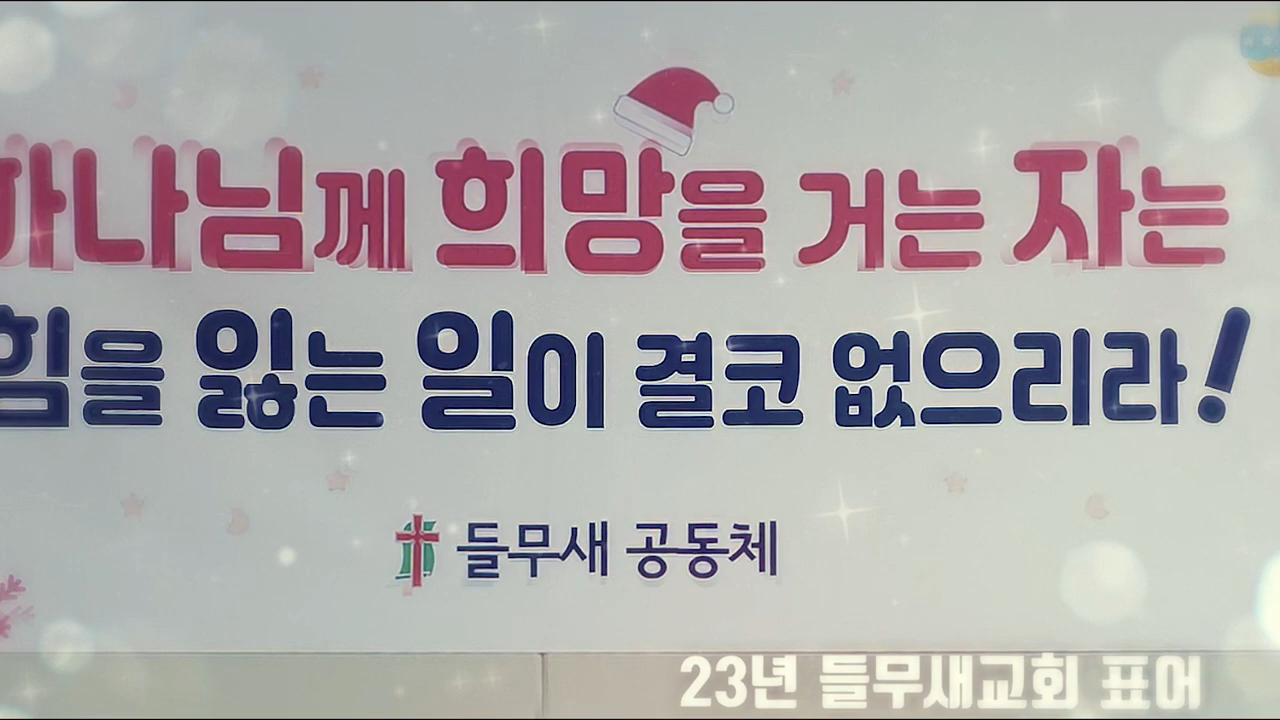 하나님께 희망을 거는 자는
힘을 잃는 일이 결코 없으리라!
들무새 공동체
23년 들무새교회 표어